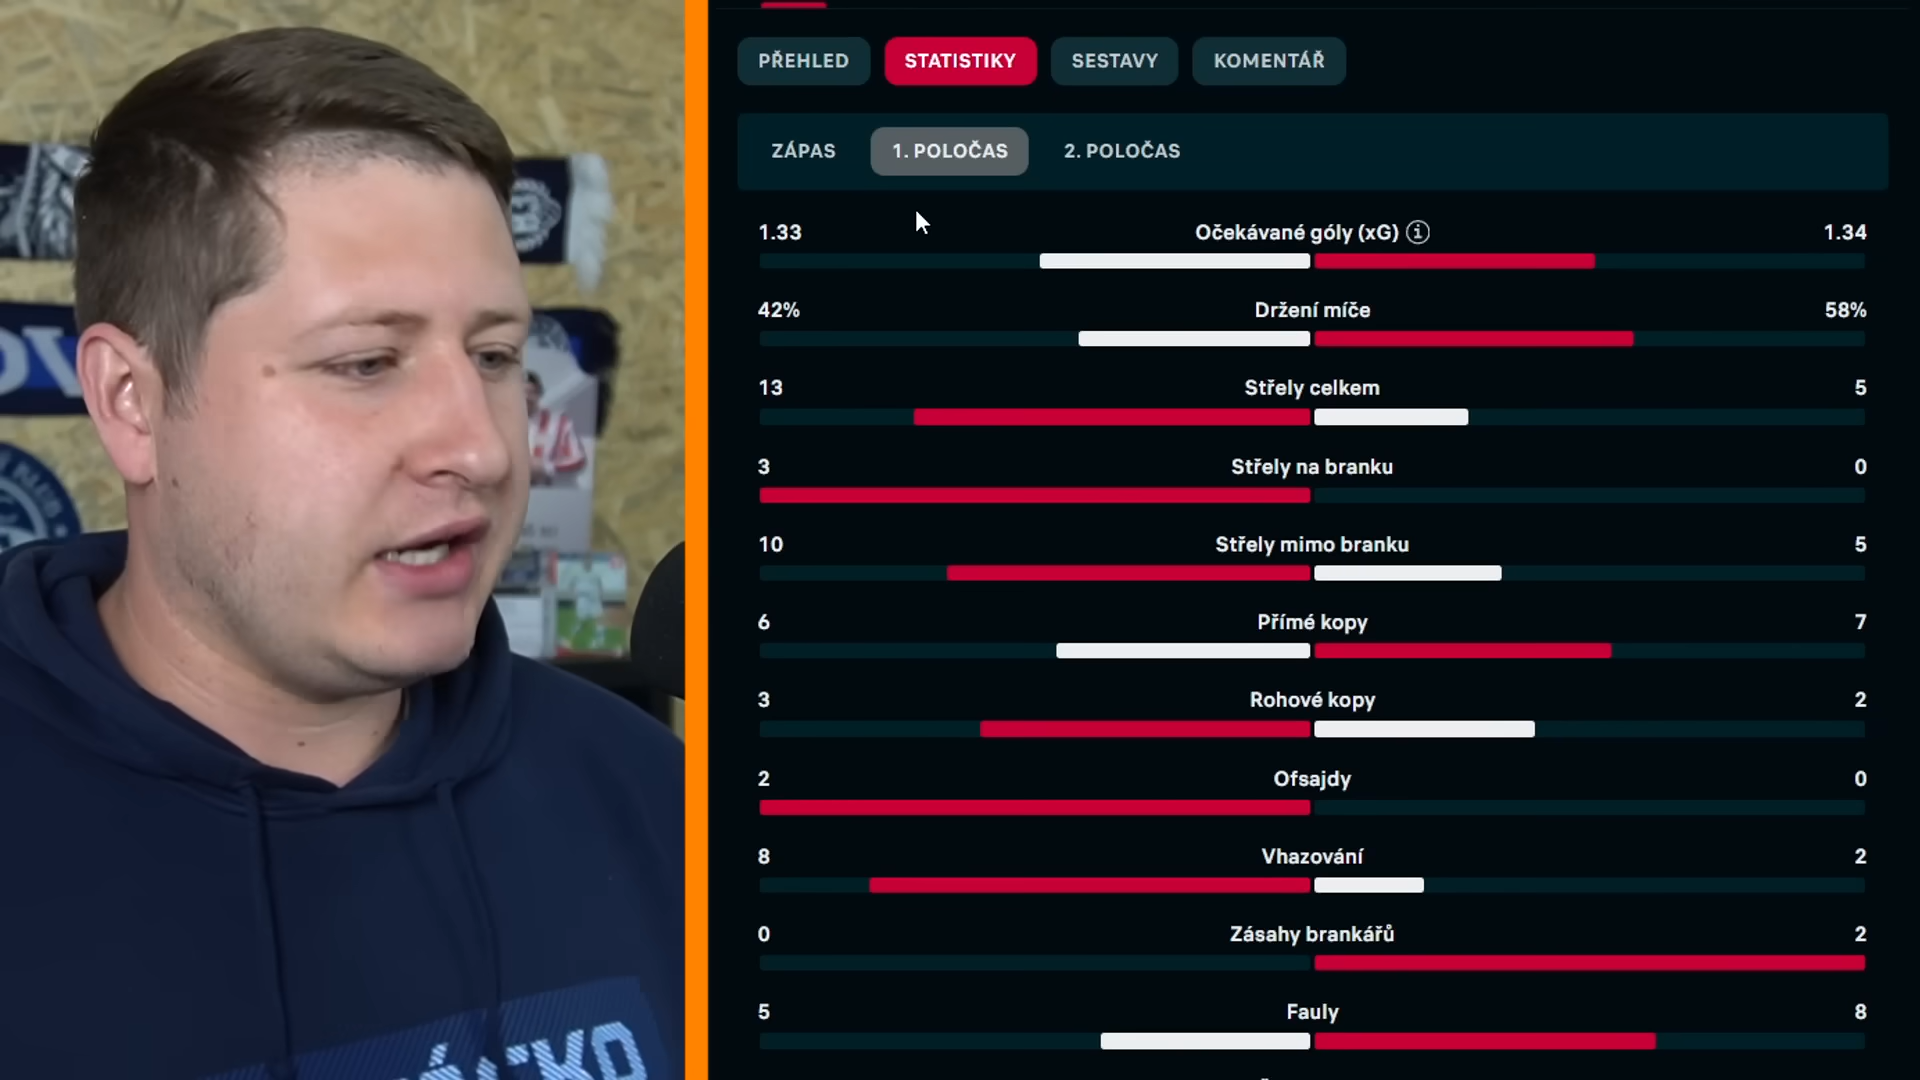 PŘEHLED STATISTIKY SESTAVY KOMENTÁŘ
ZÁPAS 1. POLOČAS 2. POLOČAS
1.33 Očekávané góly (xG) 1.34
42% Držení míče 58%
13 Střely celkem 5
3 Střely na branku 0
10 Střely mimo branku 5
6 Přímé kopy 7
3 Rohové kopy 2
2 Ofsajdy 0
8 Vhazování 2
0 Zásahy brankářů 2
5 Fauly 8